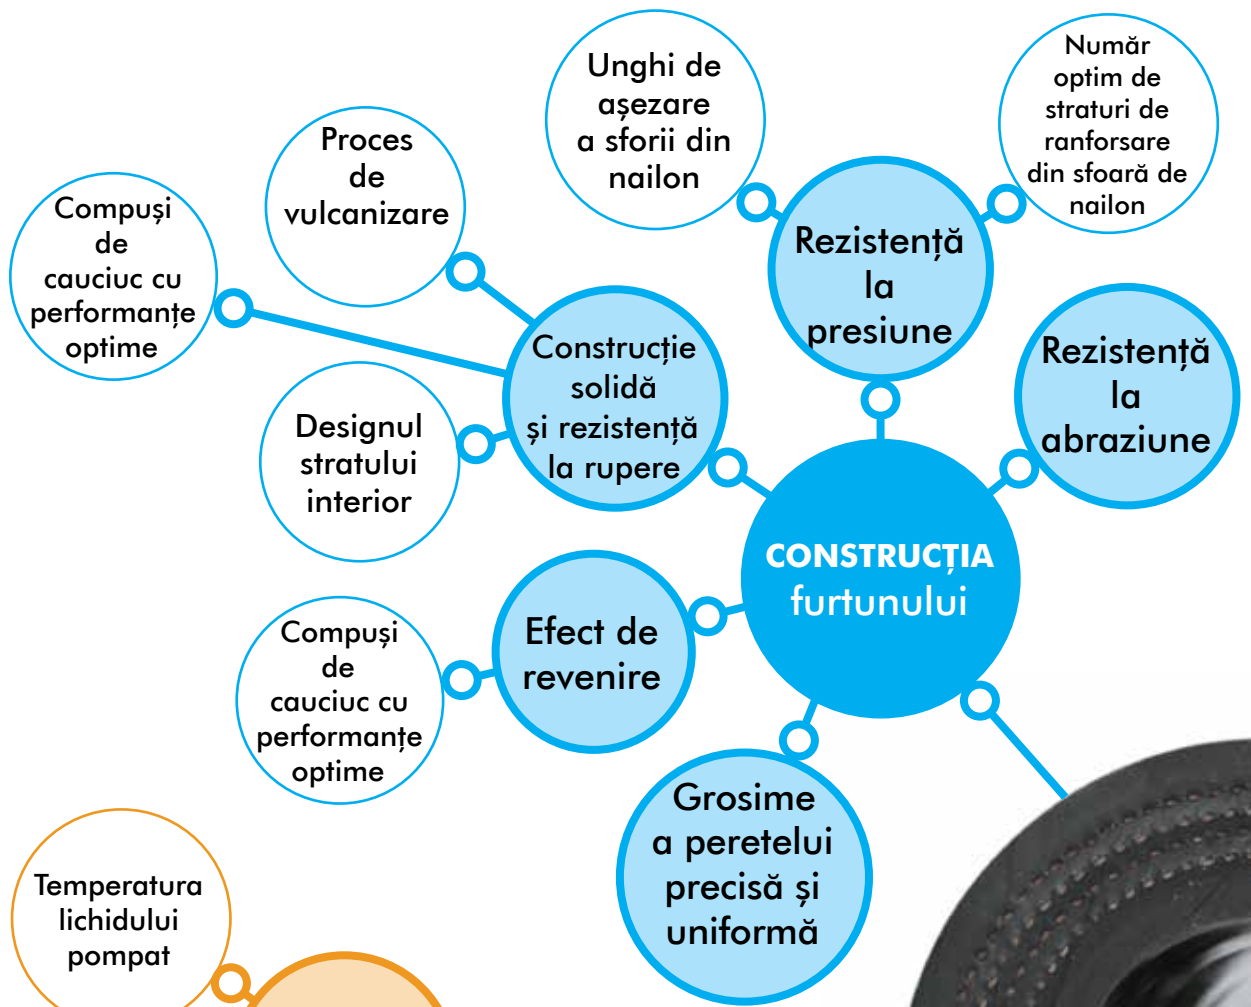 Unghi de
așezare
a sforii din
nailon
Număr
optim de
straturi de
ranforsare
din sfoară de
nailon
Proces
de
vulcanizare
Compuși
de
cauciuc cu
performanțe
optime
Rezistență
la
presiune
Construcție
solidă
și rezistență
la rupere
Rezistență
la
abraziune
Designul
stratului
interior
CONSTRUCȚIA
furtunului
Efect de
revenire
Compuși
de
cauciuc cu
performanțe
optime
Grosime
a peretelui
precisă și
uniformă
Temperatura
lichidului
pompat